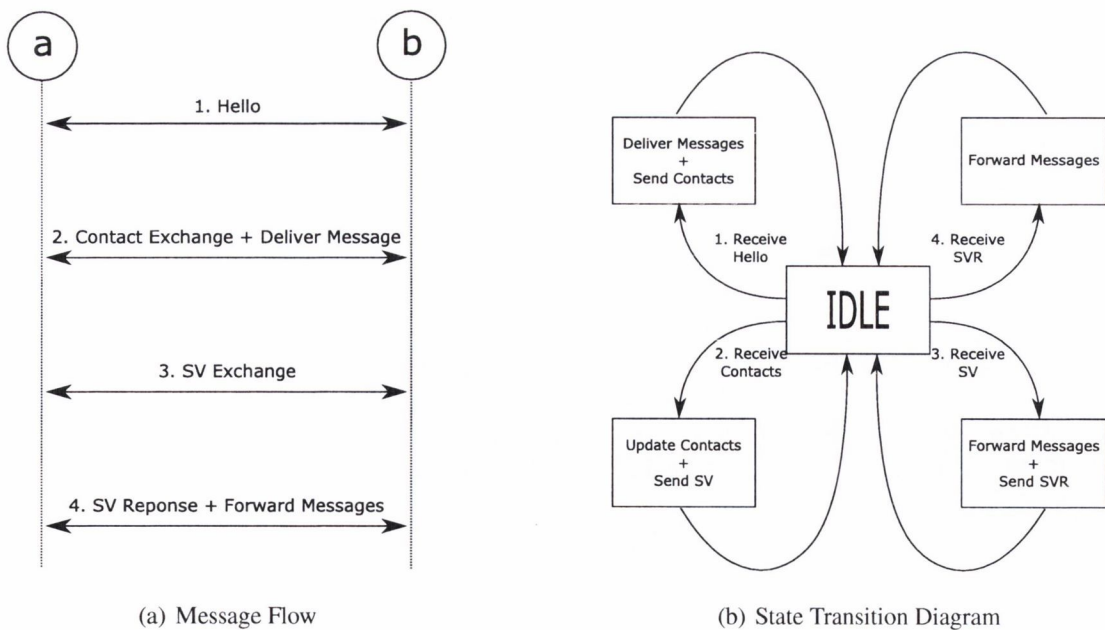 a
b
1. Hello
2. Contact Exchange + Deliver Message
3. SV Exchange
4. SV Reponse + Forward Messages
(a) Message Flow
Deliver Messages
+
Send Contacts
Forward Messages
1. Receive
Hello
4. Receive
SVR
IDLE
2. Receive
Contacts
3. Receive
SV
Update Contacts
+
Send SV
Forward Messages
+
Send SVR
(b) State Transition Diagram